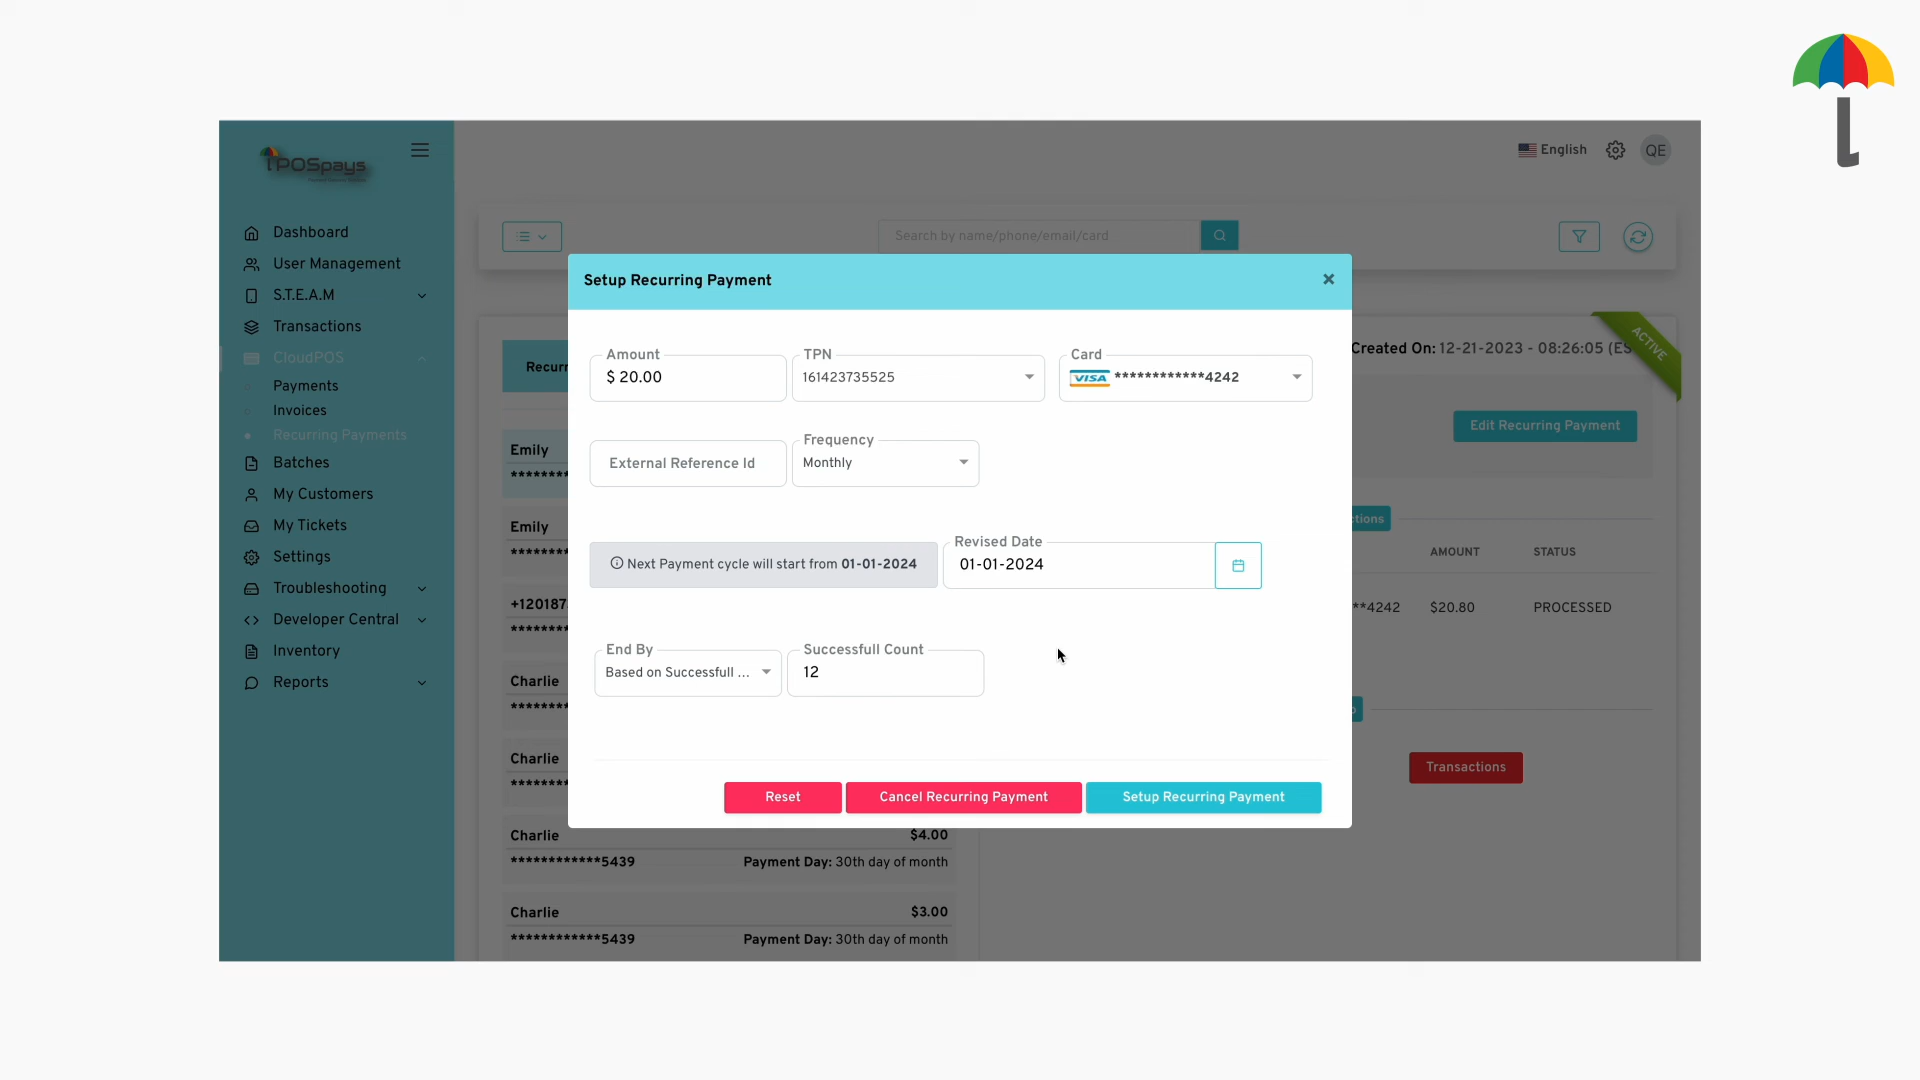 iPOSpays
English
QE
Dashboard
User Management
S.T.E.A.M
Transactions
CloudPOS
Payments
Invoices
Recurring Payments
Batches
My Customers
My Tickets
Settings
Troubleshooting
Developer Central
Inventory
Reports
Search by name/phone/email/card
Recurr
Emily
********
Emily
********
+120187
********
Charlie
********
Charlie
********
Charlie $4.00
************5439 Payment Day: 30th day of month
Charlie $3.00
************5439 Payment Day: 30th day of month
Setup Recurring Payment
×
Amount
$ 20.00
TPN
161423735525
Card
VISA ************4242
External Reference Id
Frequency
Monthly
Next Payment cycle will start from 01-01-2024
Revised Date
01-01-2024
End By
Based on Successfull ...
Successfull Count
12
Reset
Cancel Recurring Payment
Setup Recurring Payment
Created On: 12-21-2023 - 08:26:05 (ES
ACTIVE
Edit Recurring Payment
ctions
AMOUNT STATUS
**4242 $20.80 PROCESSED
Transactions